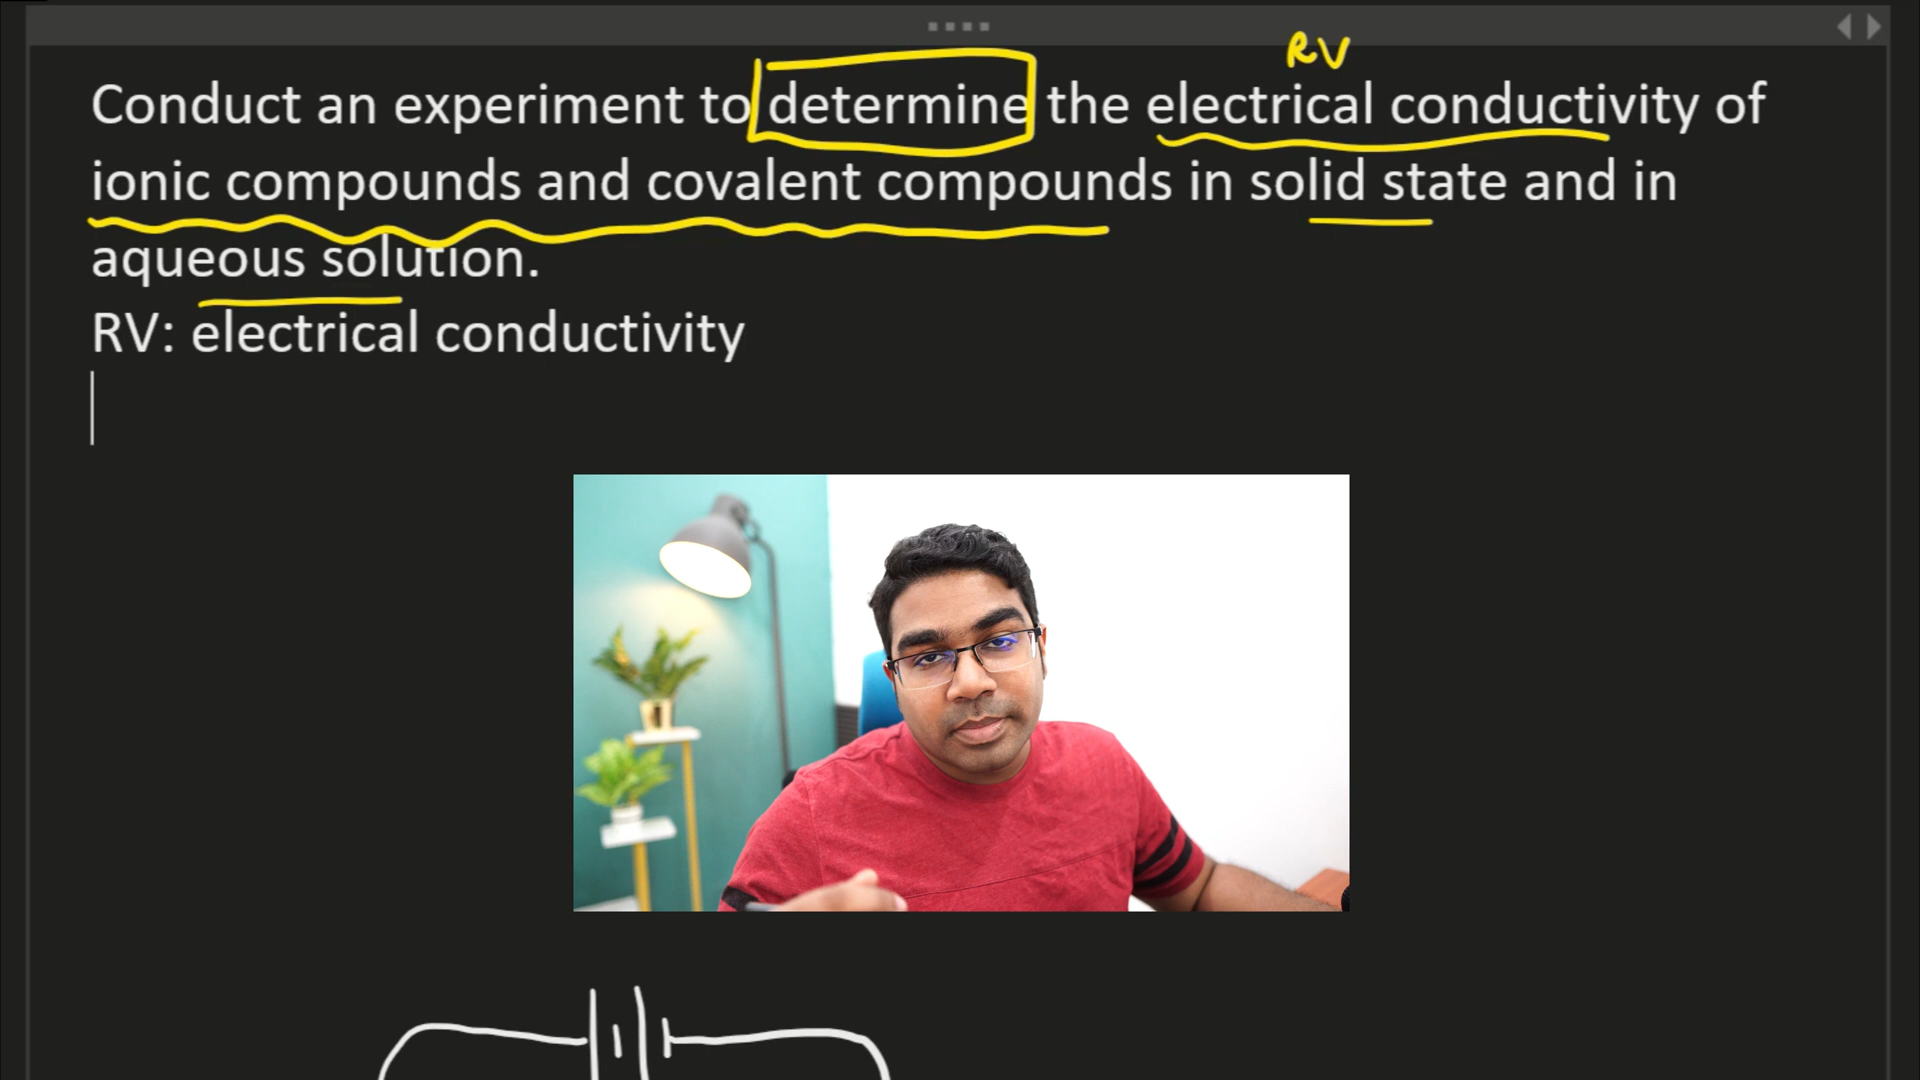 RV
Conduct an experiment to determine the electrical conductivity of
ionic compounds and covalent compounds in solid state and in
aqueous solution.
RV: electrical conductivity